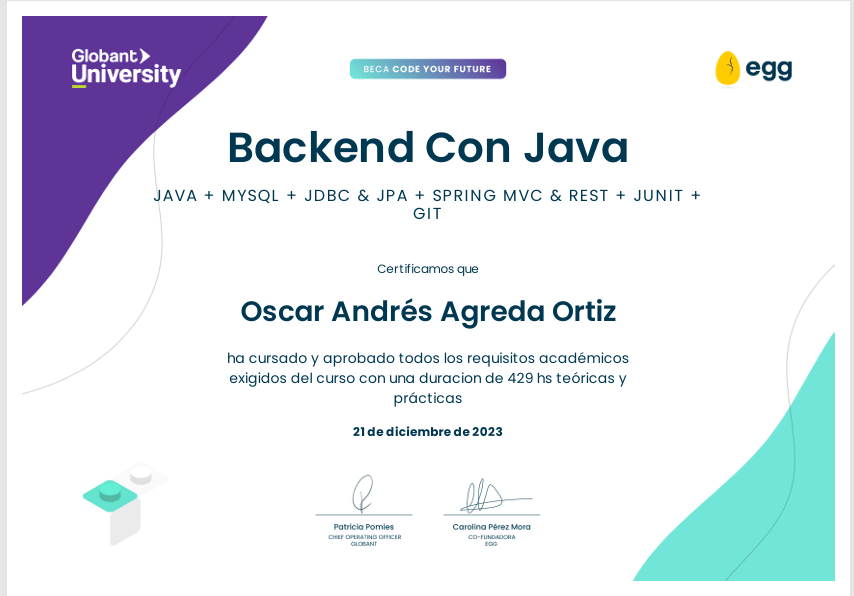 Globant
University
BECA CODE YOUR FUTURE
egg
Backend Con Java
JAVA + MYSQL + JDBC & JPA + SPRING MVC & REST + JUNIT +
GIT
Certificamos que
Oscar Andrés Agreda Ortiz
ha cursado y aprobado todos los requisitos académicos
exigidos del curso con una duracion de 429 hs teóricas y
prácticas
21 de diciembre de 2023
Patricia Pomies
CHIEF OPERATING OFFICER
GLOBANT
Carolina Pérez Mora
CO-FUNDADORA
EGG